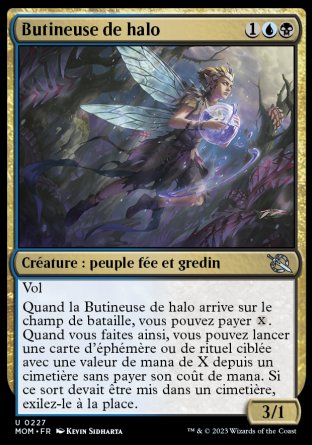 Butineuse de halo 1
Créature : peuple fée et gredin
Vol
Quand la Butineuse de halo arrive sur le
champ de bataille, vous pouvez payer X.
Quand vous faites ainsi, vous pouvez lancer
une carte d'éphémère ou de rituel ciblée
avec une valeur de mana de X depuis un
cimetière sans payer son coût de mana. Si
ce sort devait être mis dans un cimetière,
exilez-le à la place.
3/1
U 0227
MOM • FR Kevin Sidharta
™ & © 2023 Wizards of the Coast